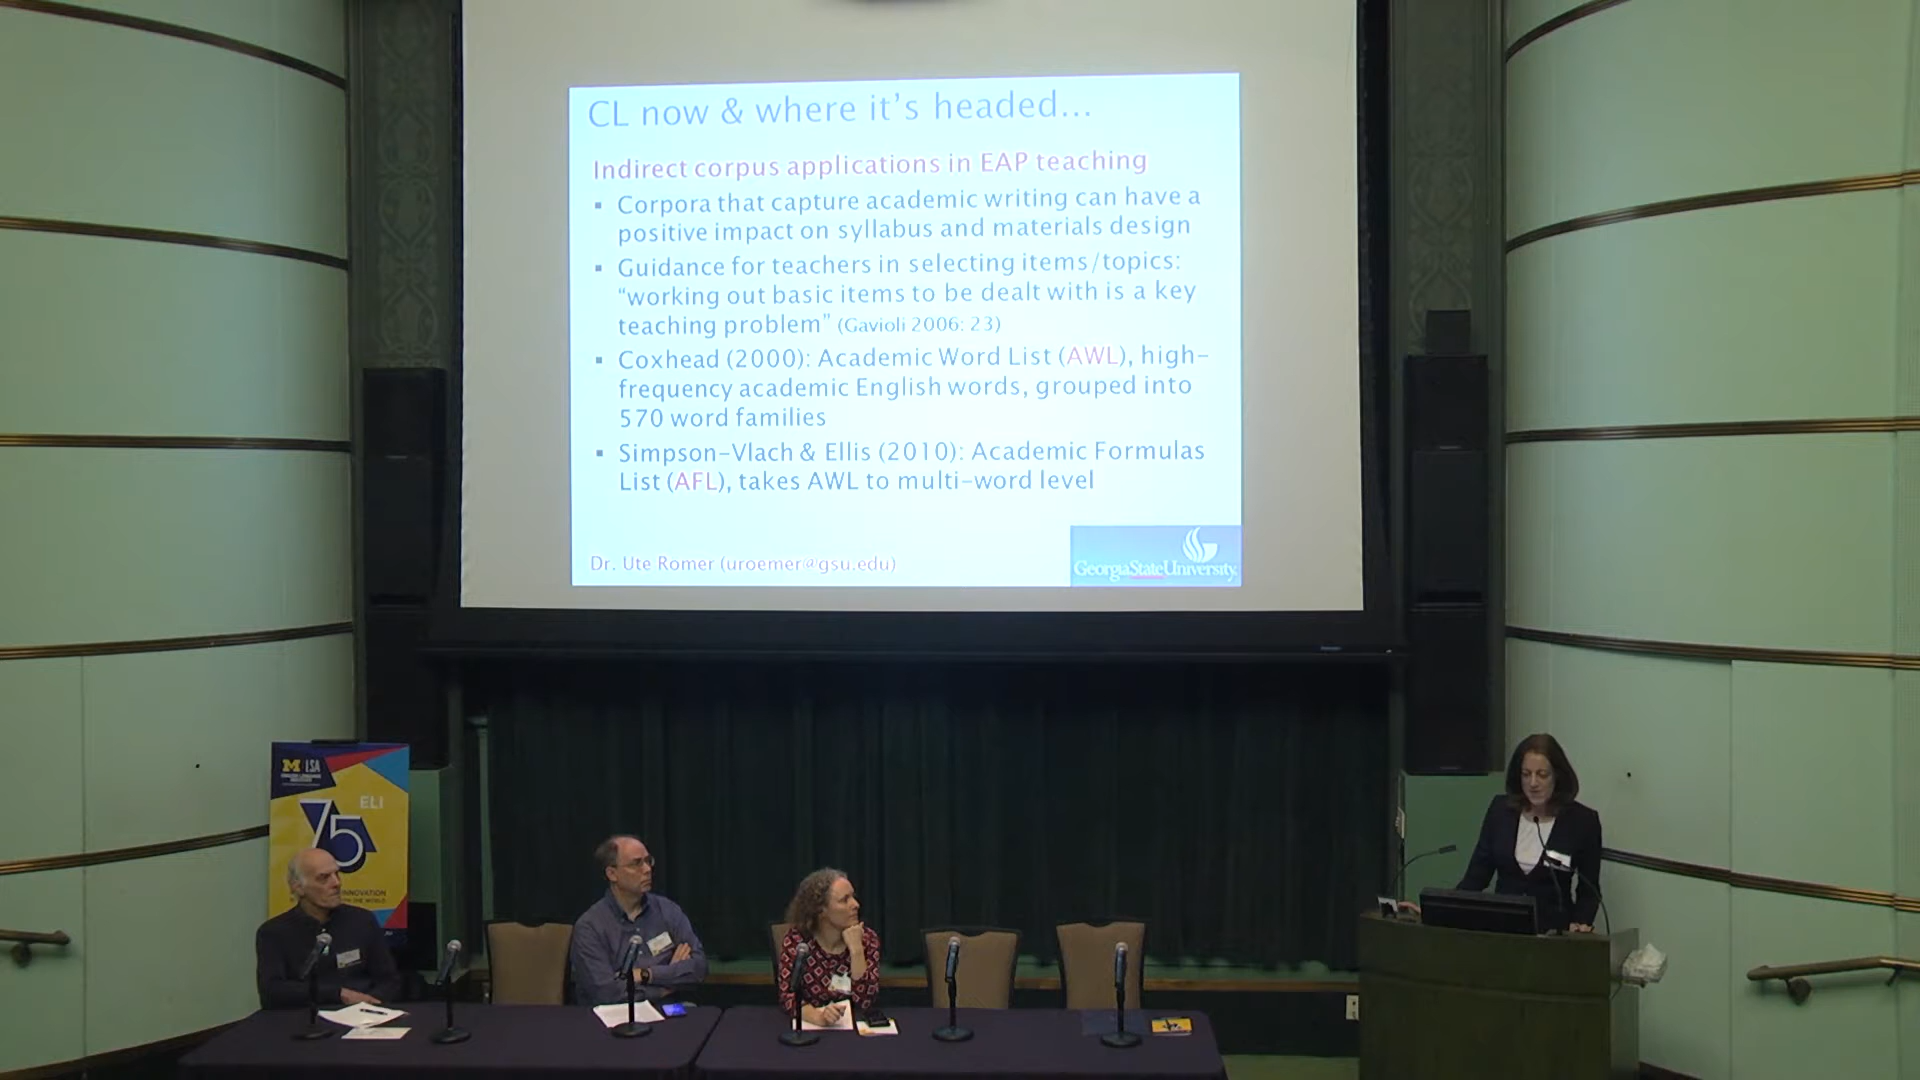 CL now & where it's headed...
Indirect corpus applications in EAP teaching
▪ Corpora that capture academic writing can have a
positive impact on syllabus and materials design
▪ Guidance for teachers in selecting items/topics:
“working out basic items to be dealt with is a key
teaching problem” (Gavioli 2006: 23)
▪ Coxhead (2000): Academic Word List (AWL), high-
frequency academic English words, grouped into
570 word families
▪ Simpson-Vlach & Ellis (2010): Academic Formulas
List (AFL), takes AWL to multi-word level
Dr. Ute Romer (uroemer@gsu.edu)
GeorgiaStateUniversity
M LSA
ELI
75
INNOVATION
THE WORLD